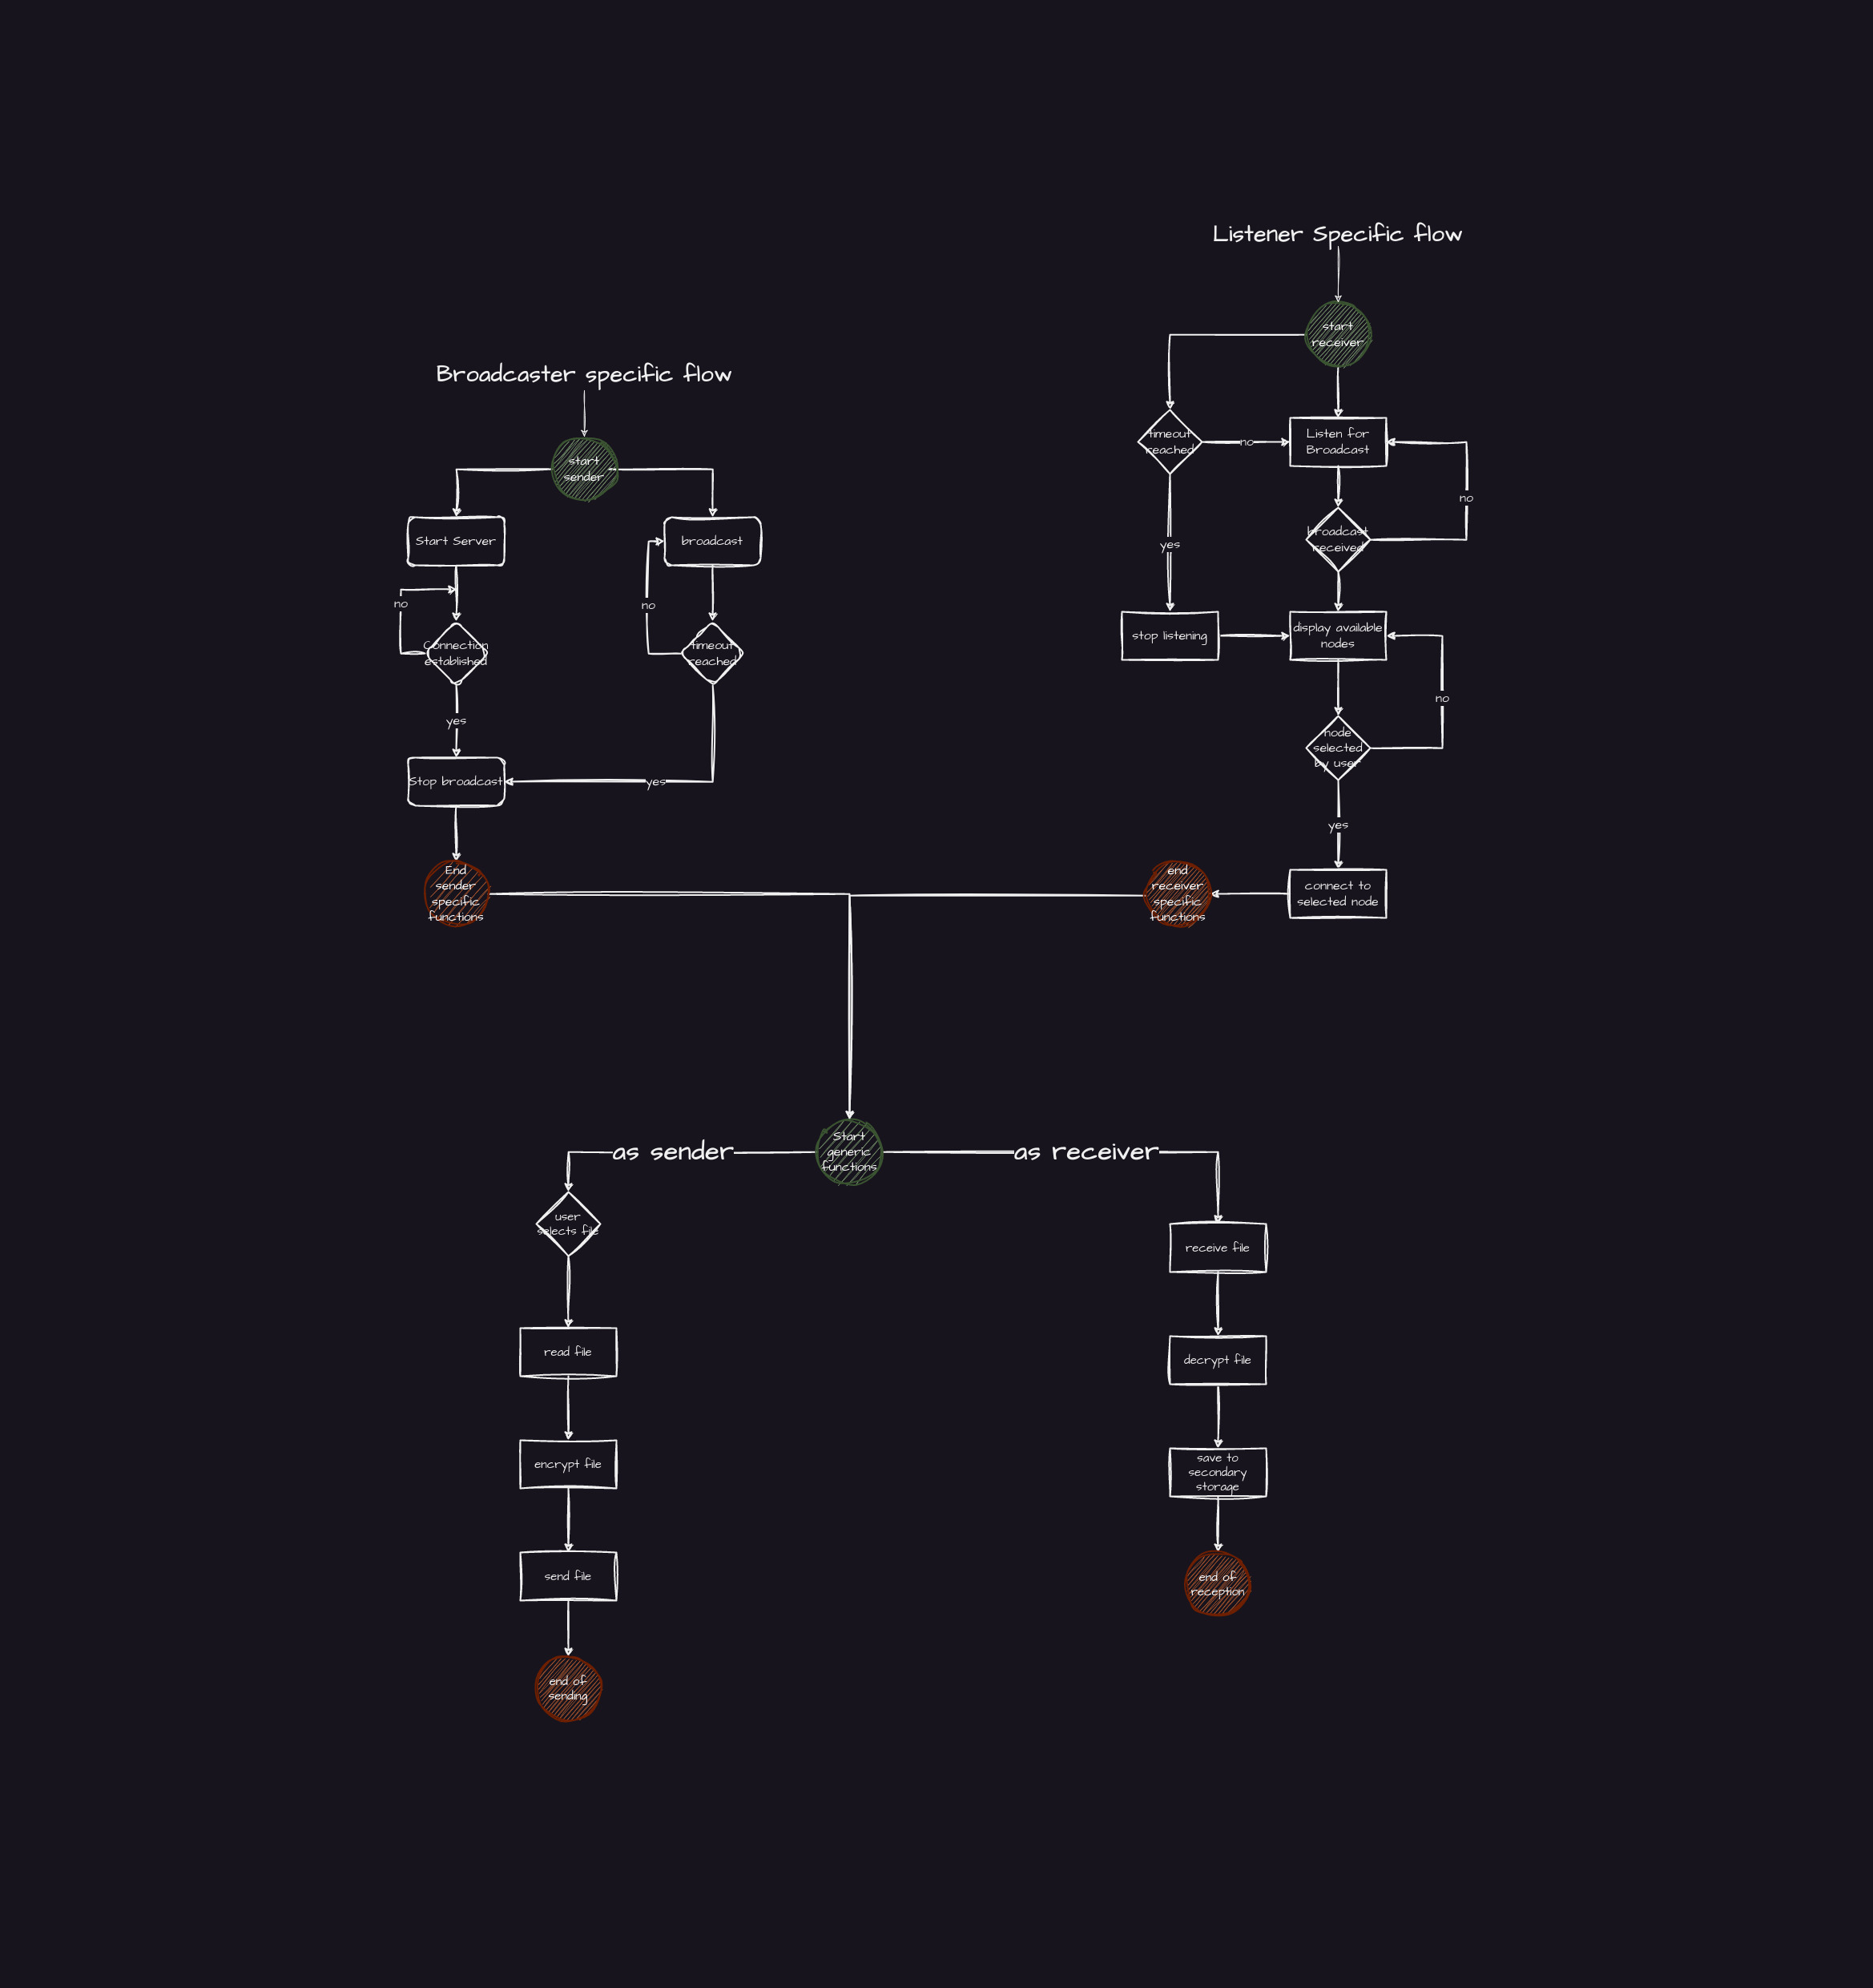 Listener Specific flow
start
receiver
timeout
reached
no
Listen for
Broadcast
no
broadcast
received
yes
stop listening
display available
nodes
no
node
selected
by user
yes
connect to
selected node
end
receiver
specific
functions
Broadcaster specific flow
start
sender
Start Server
broadcast
no
no
Connection
established
timeout
reached
yes
Stop broadcast
yes
End
sender
specific
functions
Start
generic
functions
as sender
as receiver
user
selects file
read file
encrypt file
send file
end of
sending
receive file
decrypt file
save to
secondary
storage
end of
reception